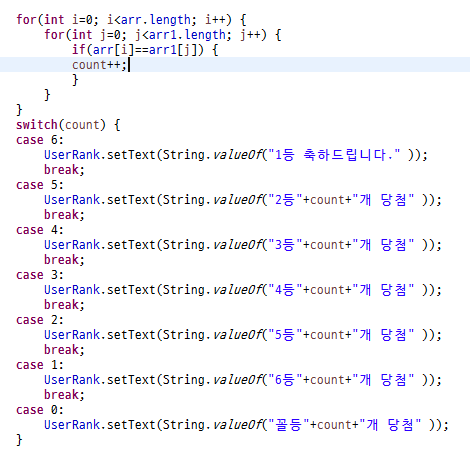 for(int i=0; i<arr.length; i++) {
    for(int j=0; j<arr1.length; j++) {
        if(arr[i]==arr1[j]) {
        count++;
        }
    }
}
switch(count) {
case 6:
    UserRank.setText(String.valueOf("1등 축하드립니다." ));
    break;
case 5:
    UserRank.setText(String.valueOf("2등"+count+"개 당첨" ));
    break;
case 4:
    UserRank.setText(String.valueOf("3등"+count+"개 당첨" ));
    break;
case 3:
    UserRank.setText(String.valueOf("4등"+count+"개 당첨" ));
    break;
case 2:
    UserRank.setText(String.valueOf("5등"+count+"개 당첨" ));
    break;
case 1:
    UserRank.setText(String.valueOf("6등"+count+"개 당첨" ));
    break;
case 0:
    UserRank.setText(String.valueOf("꼴등"+count+"개 당첨" ));
}